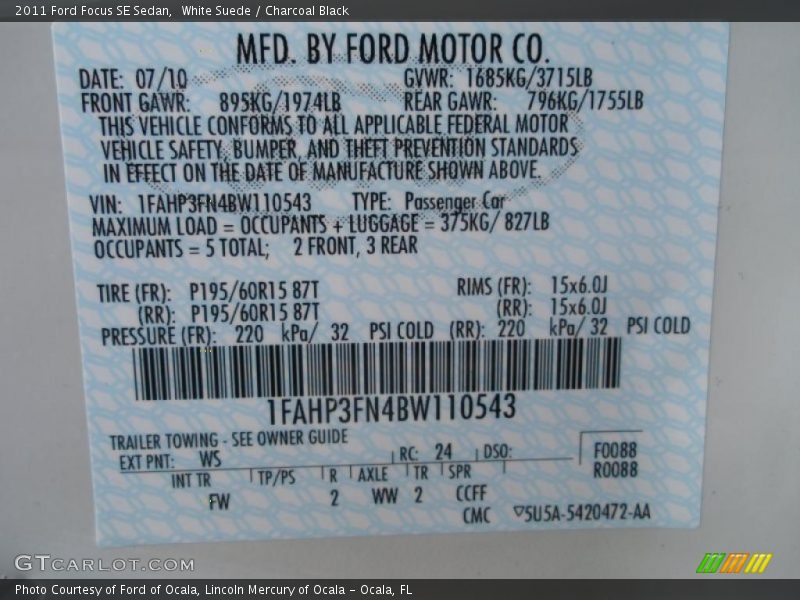 2011 Ford Focus SE Sedan,  White Suede / Charcoal Black
MFD. BY FORD MOTOR CO.
DATE: 07/10 GVWR: 1685KG/3715LB
FRONT GAWR: 895KG/1974LB REAR GAWR: 796KG/1755LB
THIS VEHICLE CONFORMS TO ALL APPLICABLE FEDERAL MOTOR
VEHICLE SAFETY, BUMPER, AND THEFT PREVENTION STANDARDS
IN EFFECT ON THE DATE OF MANUFACTURE SHOWN ABOVE.
VIN: 1FAHP3FN4BW110543 TYPE: Passenger Car
MAXIMUM LOAD = OCCUPANTS + LUGGAGE = 375KG/ 827LB
OCCUPANTS = 5 TOTAL; 2 FRONT, 3 REAR
TIRE (FR): P195/60R15 87T RIMS (FR): 15x6.0J
(RR): P195/60R15 87T (RR): 15x6.0J
PRESSURE (FR): 220 kPa/ 32 PSI COLD (RR): 220 kPa/ 32 PSI COLD
1FAHP3FN4BW110543
TRAILER TOWING - SEE OWNER GUIDE
EXT PNT: WS RC: 24 DSO: F0088
R0088
INT TR TP/PS R AXLE TR SPR
FW 2 WW 2 CCFF
CMC ▽5U5A-5420472-AA
GTCARLOT.COM
Photo Courtesy of Ford of Ocala, Lincoln Mercury of Ocala – Ocala, FL